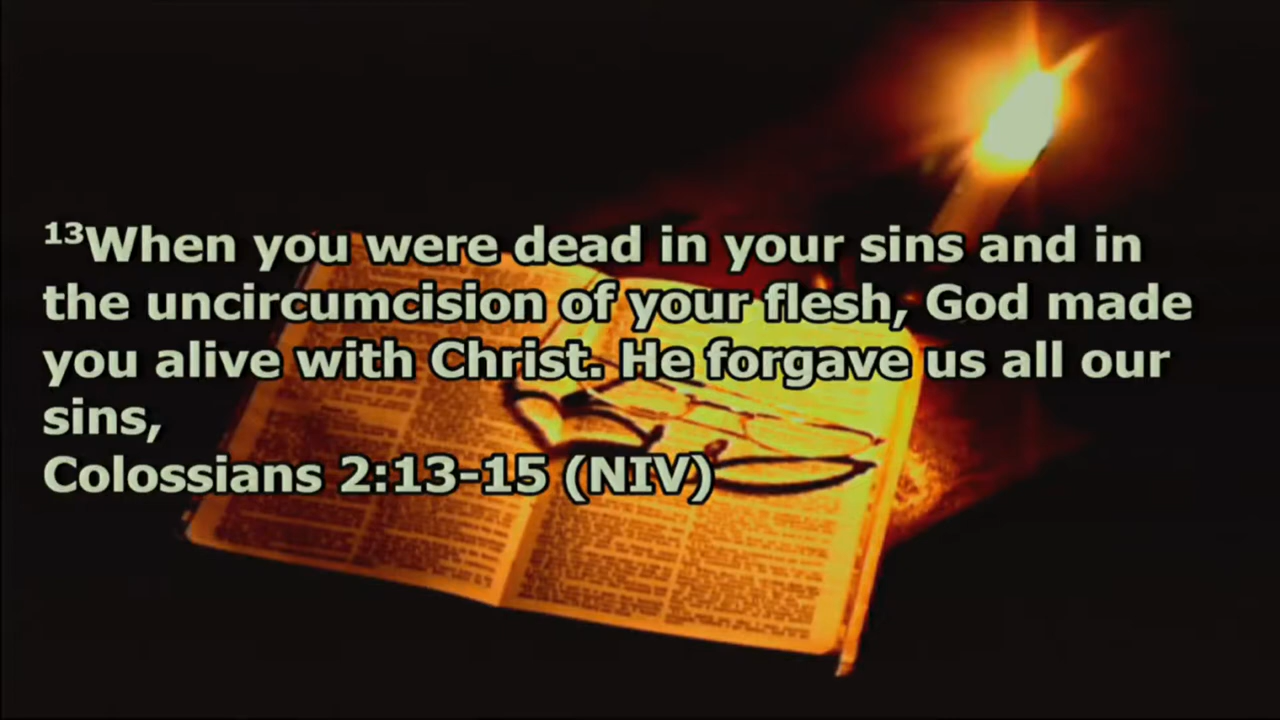 ¹³When you were dead in your sins and in
the uncircumcision of your flesh, God made
you alive with Christ. He forgave us all our
sins,
Colossians 2:13-15 (NIV)